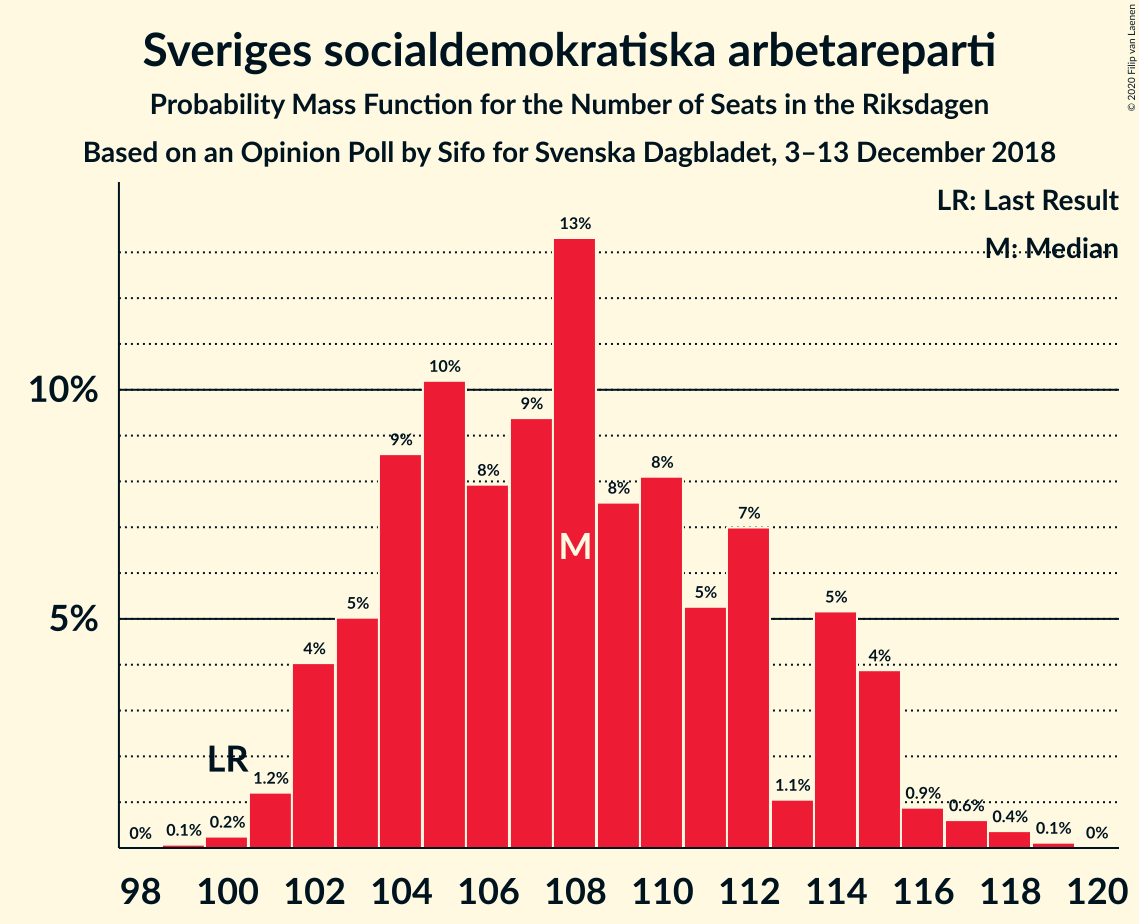 Sveriges socialdemokratiska arbetareparti
Probability Mass Function for the Number of Seats in the Riksdagen
Based on an Opinion Poll by Sifo for Svenska Dagbladet, 3–13 December 2018
© 2020 Filip van Laenen
LR: Last Result
M: Median
10%
5%
0%
0.1%
0.2%
LR
1.2%
4%
5%
9%
10%
8%
9%
13%
M
8%
8%
5%
7%
1.1%
5%
4%
0.9%
0.6%
0.4%
0.1%
0%
98 100 102 104 106 108 110 112 114 116 118 120